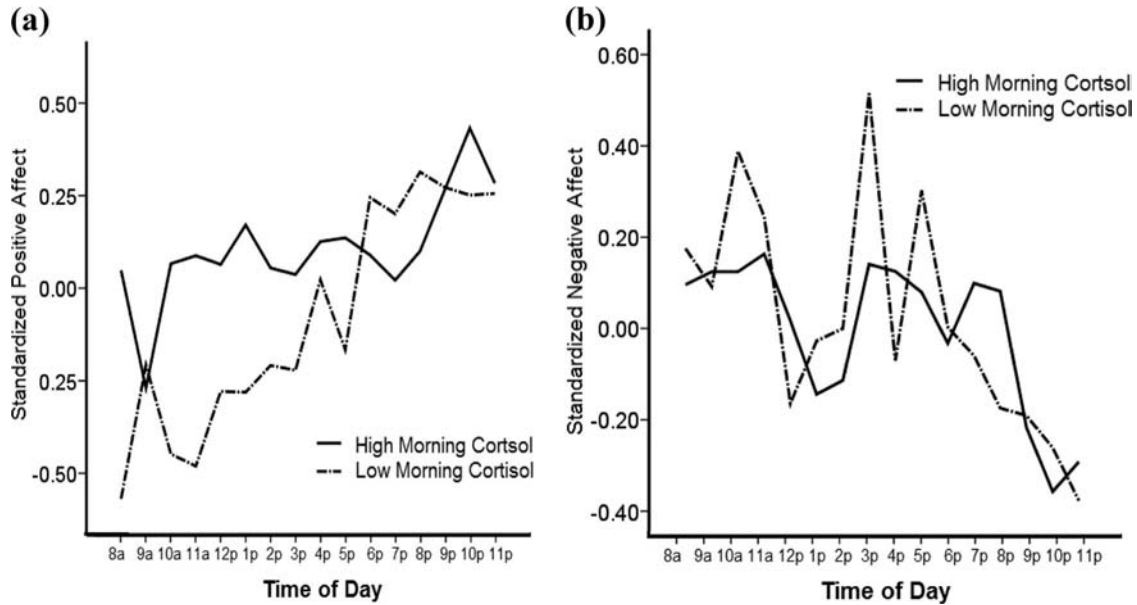 (a)
Standardized Positive Affect
0.50
0.25
0.00
0.25
-0.50
High Morning Cortsol
Low Morning Cortisol
8a 9a 10a 11a 12p 1p 2p 3p 4p 5p 6p 7p 8p 9p 10p 11p
Time of Day
(b)
Standardized Negative Affect
0.60
0.40
0.20
0.00
-0.20
-0.40
High Morning Cortsol
Low Morning Cortisol
8a 9a 10a 11a 12p 1p 2p 3p 4p 5p 6p 7p 8p 9p 10p 11p
Time of Day